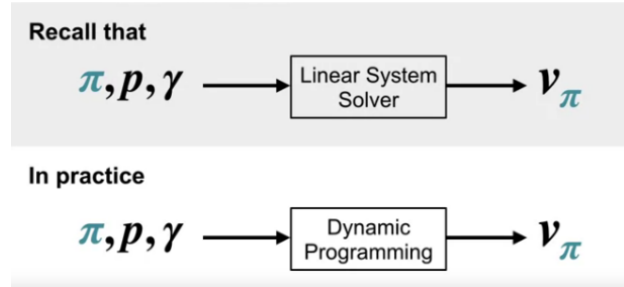 Recall that
π,p,γ Linear System Solver vπ
In practice
π,p,γ Dynamic Programming vπ